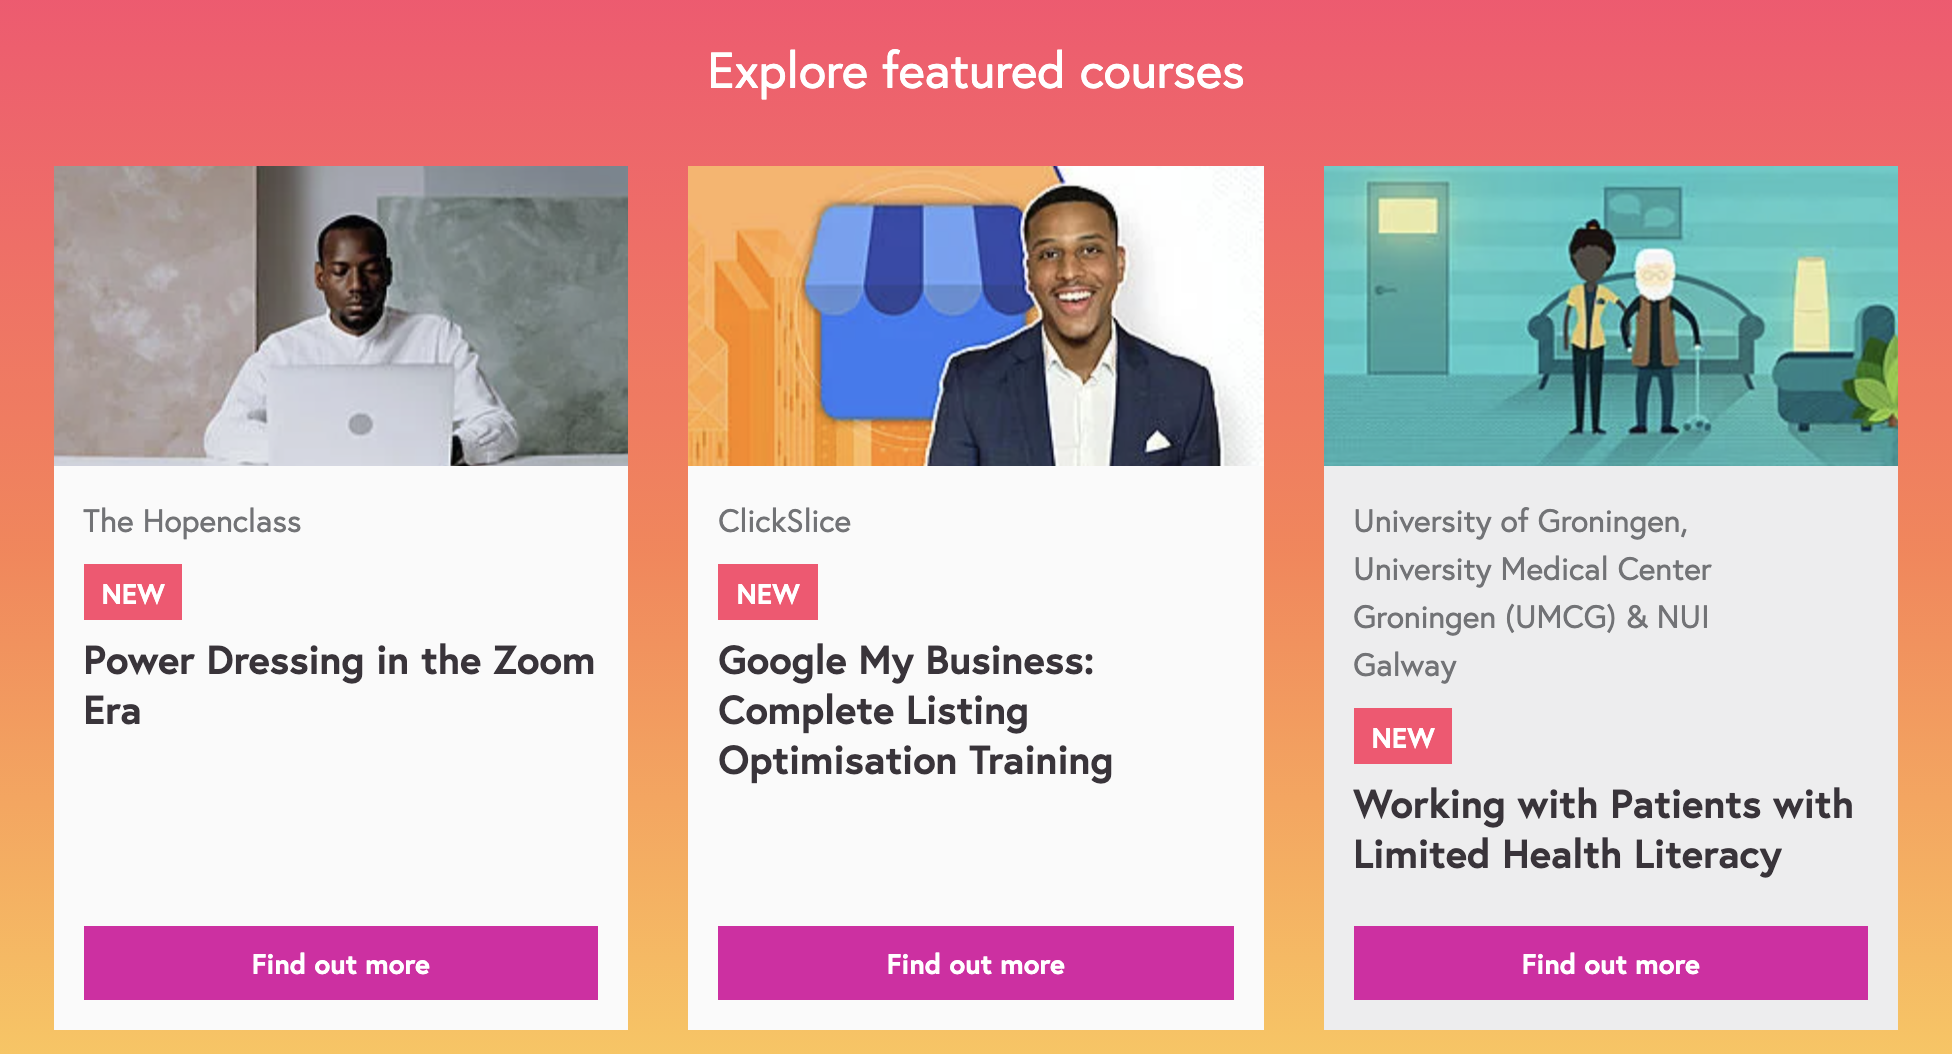 Explore featured courses
The Hopenclass
NEW
Power Dressing in the Zoom
Era
Find out more
ClickSlice
NEW
Google My Business:
Complete Listing
Optimisation Training
Find out more
University of Groningen,
University Medical Center
Groningen (UMCG) & NUI
Galway
NEW
Working with Patients with
Limited Health Literacy
Find out more